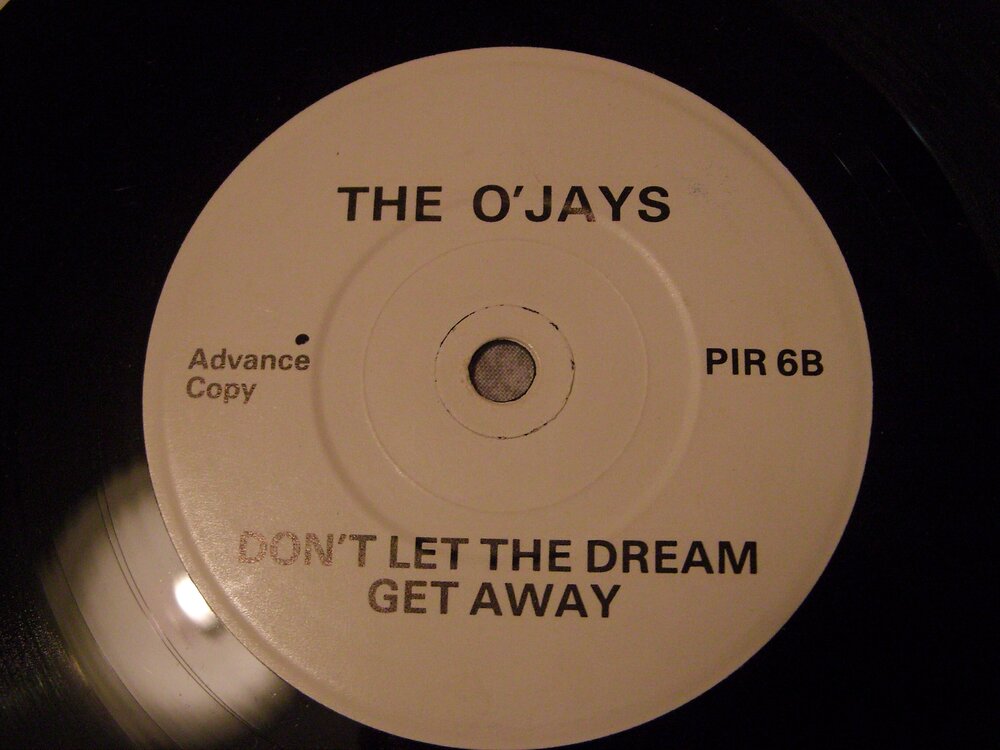 THE O'JAYS
Advance
Copy
PIR 6B
DON'T LET THE DREAM
GET AWAY